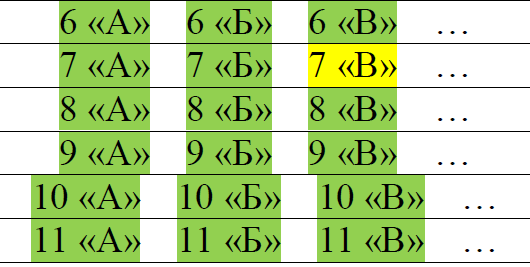 6 «А» 6 «Б» 6 «В» …
7 «А» 7 «Б» 7 «В» …
8 «А» 8 «Б» 8 «В» …
9 «А» 9 «Б» 9 «В» …
10 «А» 10 «Б» 10 «В» …
11 «А» 11 «Б» 11 «В» …